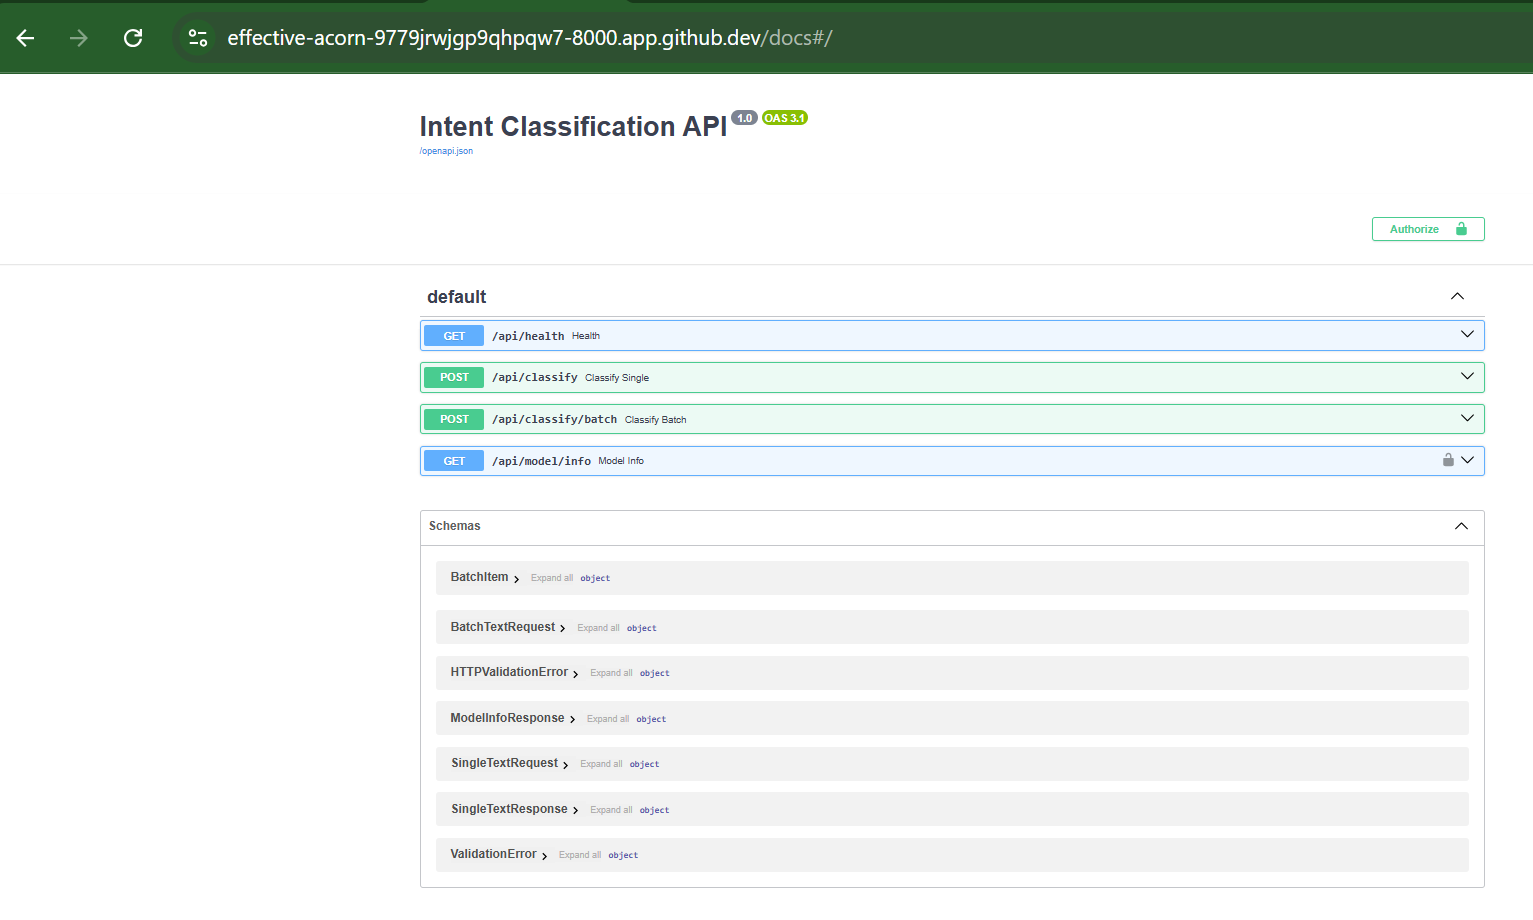 effective-acorn-9779jrwjgp9qhpqw7-8000.app.github.dev/docs#/
Intent Classification API 1.0 OAS 3.1
/openapi.json
Authorize
default
GET /api/health Health
POST /api/classify Classify Single
POST /api/classify/batch Classify Batch
GET /api/model/info Model Info
Schemas
BatchItem Expand all object
BatchTextRequest Expand all object
HTTPValidationError Expand all object
ModelInfoResponse Expand all object
SingleTextRequest Expand all object
SingleTextResponse Expand all object
ValidationError Expand all object